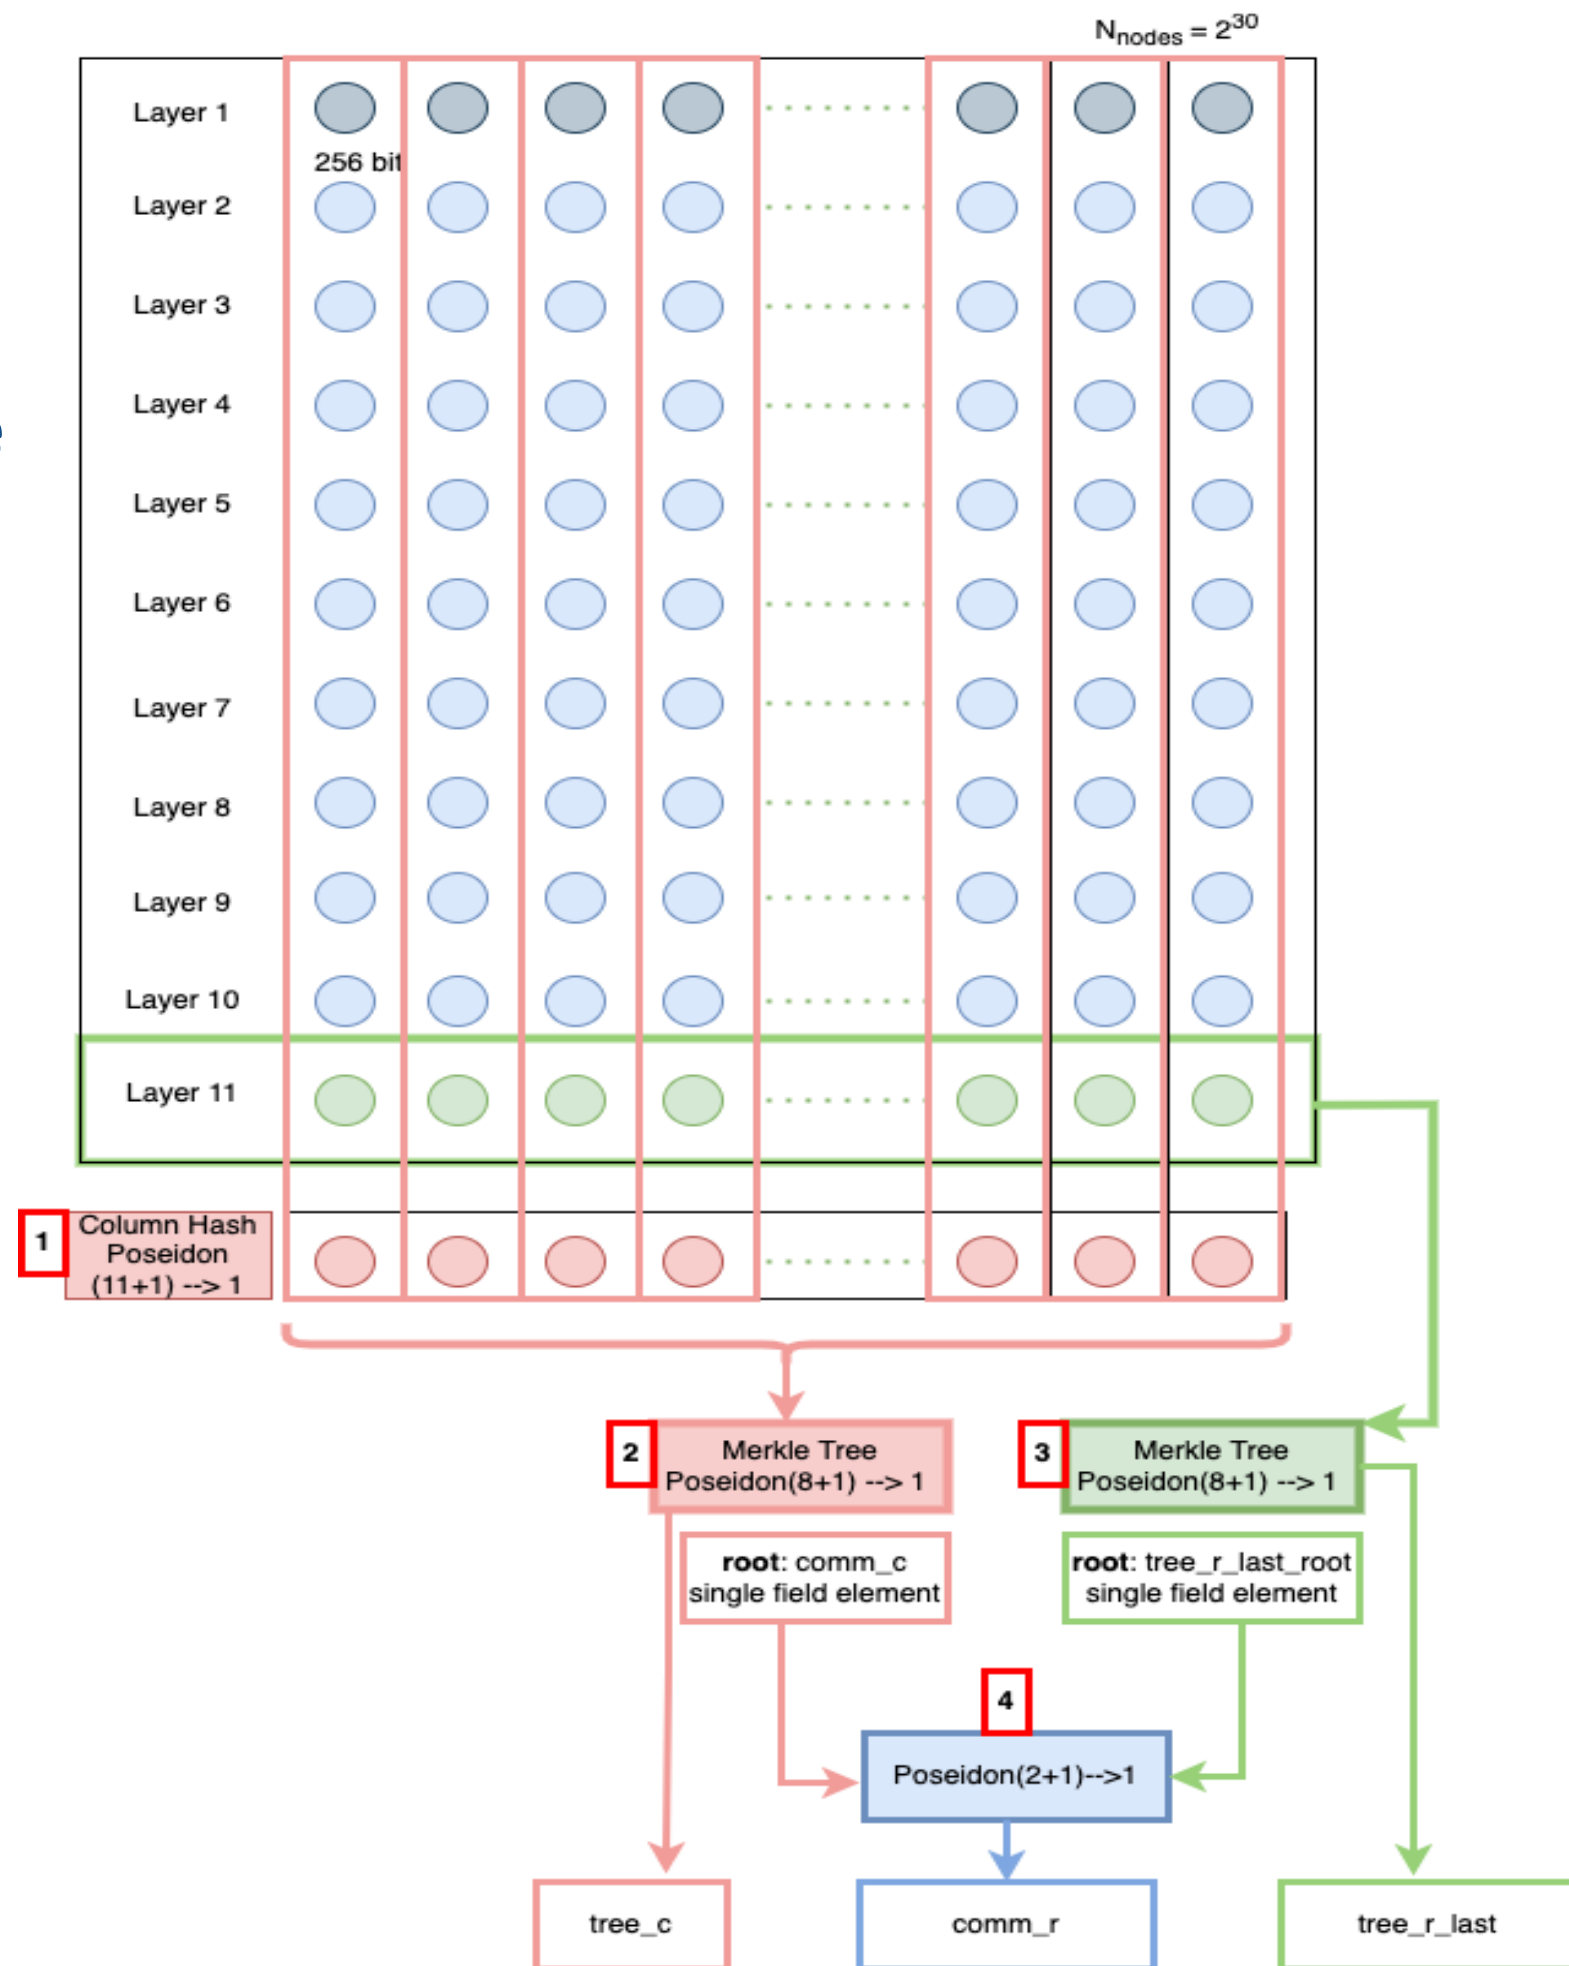 N_nodes = 2^30
Layer 1
256 bit
Layer 2
Layer 3
Layer 4
Layer 5
Layer 6
Layer 7
Layer 8
Layer 9
Layer 10
Layer 11
1
Column Hash
Poseidon
(11+1) --> 1
2
Merkle Tree
Poseidon(8+1) --> 1
3
Merkle Tree
Poseidon(8+1) --> 1
root: comm_c
single field element
root: tree_r_last_root
single field element
4
Poseidon(2+1)-->1
tree_c
comm_r
tree_r_last